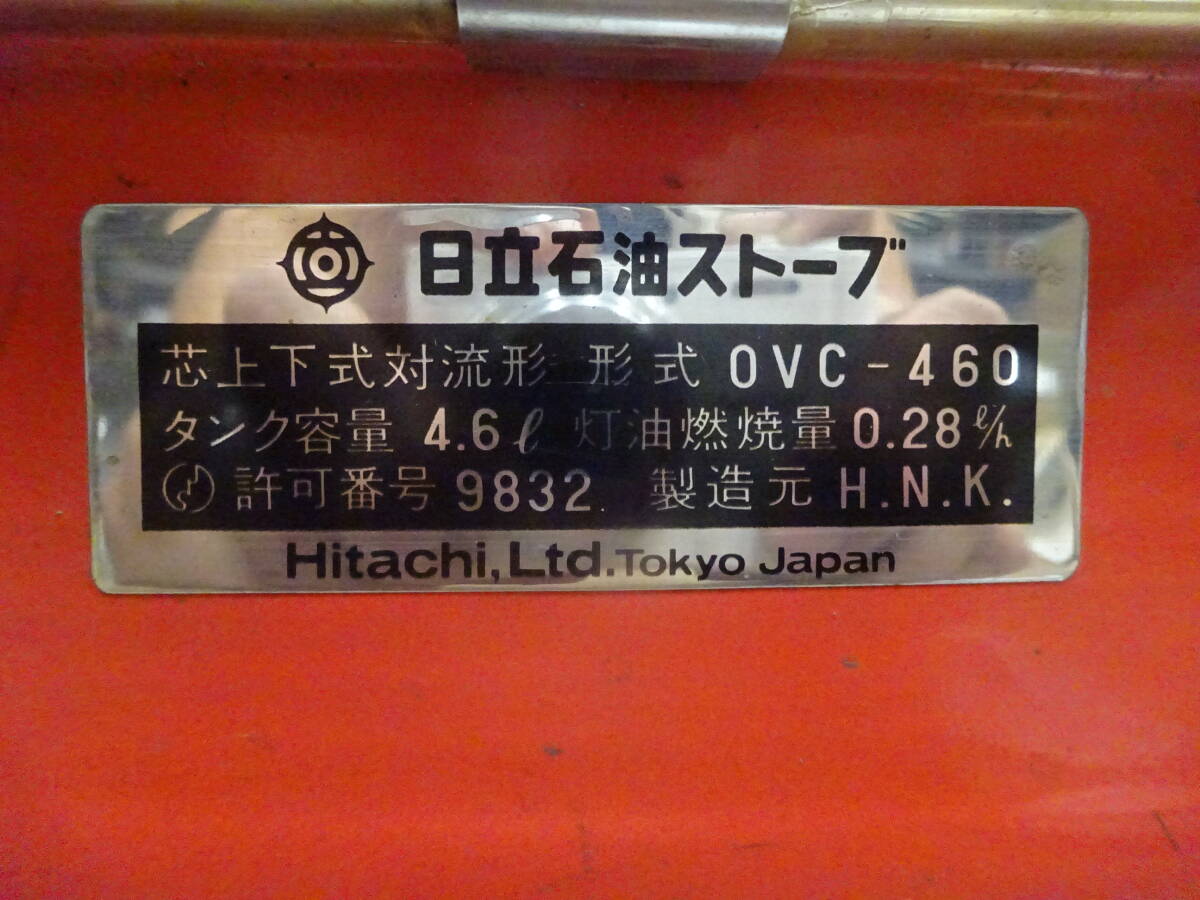 日立石油ストーブ
芯上下式対流形 形式 OVC-460
タンク容量 4.6ℓ 灯油燃焼量 0.28ℓ/h
許可番号 9832 製造元 H.N.K.
Hitachi, Ltd. Tokyo Japan